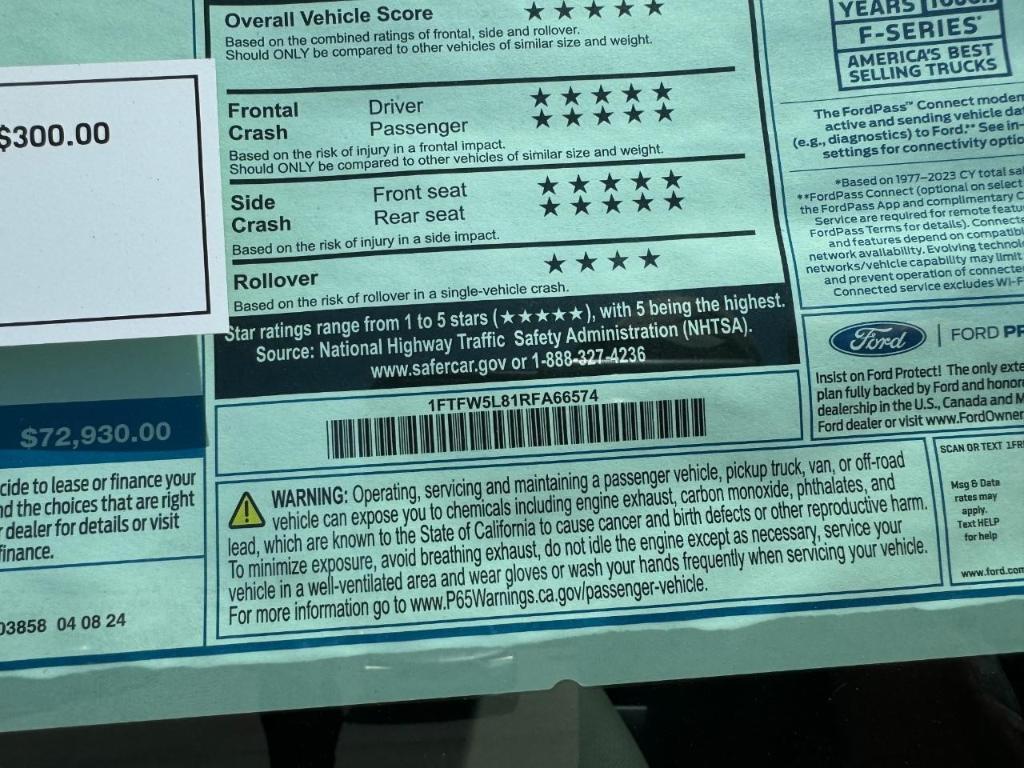 $300.00
$72,930.00
cide to lease or finance your
nd the choices that are right
r dealer for details or visit
finance.
03858 04 08 24
Overall Vehicle Score ★ ★ ★ ★ ★
Based on the combined ratings of frontal, side and rollover.
Should ONLY be compared to other vehicles of similar size and weight.
Frontal Crash
Driver ★ ★ ★ ★ ★
Passenger ★ ★ ★ ★ ★
Based on the risk of injury in a frontal impact.
Should ONLY be compared to other vehicles of similar size and weight.
Side Crash
Front seat ★ ★ ★ ★ ★
Rear seat ★ ★ ★ ★ ★
Based on the risk of injury in a side impact.
Rollover ★ ★ ★ ★
Based on the risk of rollover in a single-vehicle crash.
Star ratings range from 1 to 5 stars (★★★★★), with 5 being the highest.
Source: National Highway Traffic Safety Administration (NHTSA).
www.safercar.gov or 1-888-327-4236
1FTFW5L81RFA66574
WARNING: Operating, servicing and maintaining a passenger vehicle, pickup truck, van, or off-road
vehicle can expose you to chemicals including engine exhaust, carbon monoxide, phthalates, and
lead, which are known to the State of California to cause cancer and birth defects or other reproductive harm.
To minimize exposure, avoid breathing exhaust, do not idle the engine except as necessary, service your
vehicle in a well-ventilated area and wear gloves or wash your hands frequently when servicing your vehicle.
For more information go to www.P65Warnings.ca.gov/passenger-vehicle.
YEARS
F-SERIES®
AMERICA'S BEST
SELLING TRUCKS
The FordPass™ Connect modem
active and sending vehicle da
(e.g., diagnostics) to Ford.** See in-
settings for connectivity optio
*Based on 1977–2023 CY total sal
**FordPass Connect (optional on select
the FordPass App and complimentary C
Service are required for remote featu
FordPass Terms for details). Connecte
and features depend on compatibl
network availability. Evolving technolo
networks/vehicle capability may limit
and prevent operation of connecte
Connected service excludes Wi-F
Ford | FORD PR
Insist on Ford Protect! The only exte
plan fully backed by Ford and honor
dealership in the U.S., Canada and M
Ford dealer or visit www.FordOwner
SCAN OR TEXT 1FR
Msg & Data
rates may
apply.
Text HELP
for help
www.ford.com